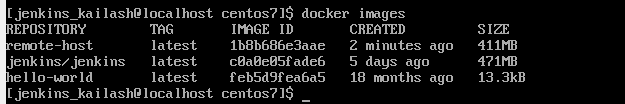 [jenkins_kailash@localhost centos7]$ docker images
REPOSITORY TAG IMAGE ID CREATED SIZE
remote-host latest 1b8b686e3aae 2 minutes ago 411MB
jenkins/jenkins latest c0a0e05fade6 5 days ago 471MB
hello-world latest feb5d9fea6a5 18 months ago 13.3kB
[jenkins_kailash@localhost centos7]$ _